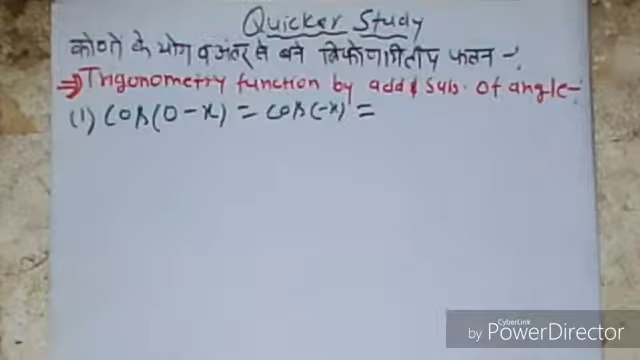 Quicker Study
कोणों के योग व अंतर से बने त्रिकोणमितीय फलन :-
⇒ Trigonometry function by add & Sub. of angle:-
(1) cos(0-x) = cos(-x) =
CyberLink
by PowerDirector